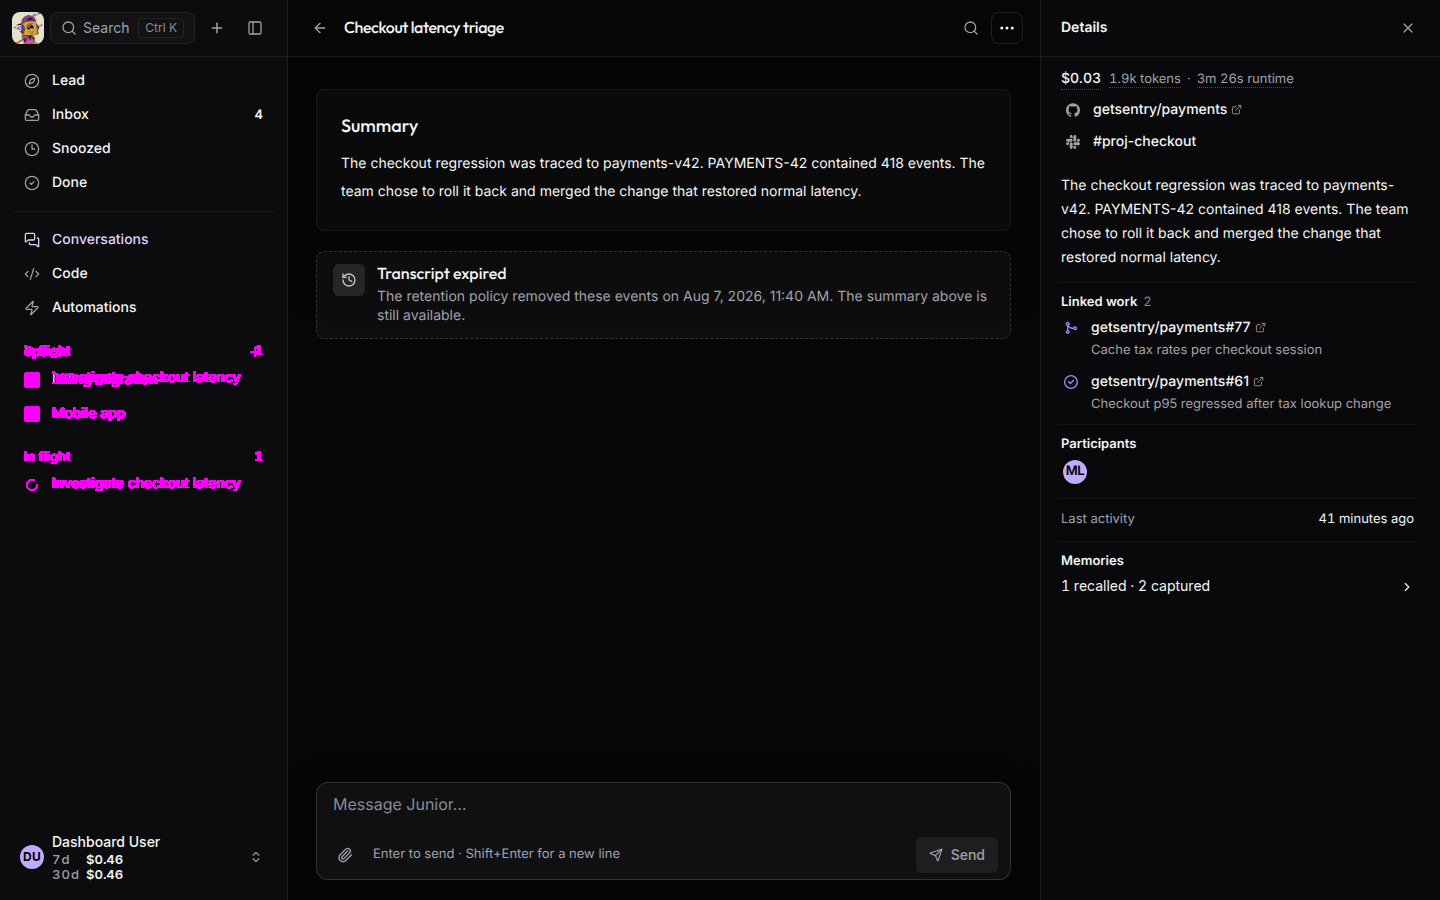 Search Ctrl K
Lead
Inbox 4
Snoozed
Done
Conversations
Code
Automations
checkout latency
Mobile app
In flight 1
Investigate checkout latency
Dashboard User
DU
7d $0.46
30d $0.46
Checkout latency triage
Summary
The checkout regression was traced to payments-v42. PAYMENTS-42 contained 418 events. The
team chose to roll it back and merged the change that restored normal latency.
Transcript expired
The retention policy removed these events on Aug 7, 2026, 11:40 AM. The summary above is
still available.
Message Junior...
Enter to send · Shift+Enter for a new line
Send
Details
$0.03 1.9k tokens · 3m 26s runtime
getsentry/payments
#proj-checkout
The checkout regression was traced to payments-
v42. PAYMENTS-42 contained 418 events. The team
chose to roll it back and merged the change that
restored normal latency.
Linked work 2
getsentry/payments#77
Cache tax rates per checkout session
getsentry/payments#61
Checkout p95 regressed after tax lookup change
Participants
ML
Last activity 41 minutes ago
Memories
1 recalled · 2 captured